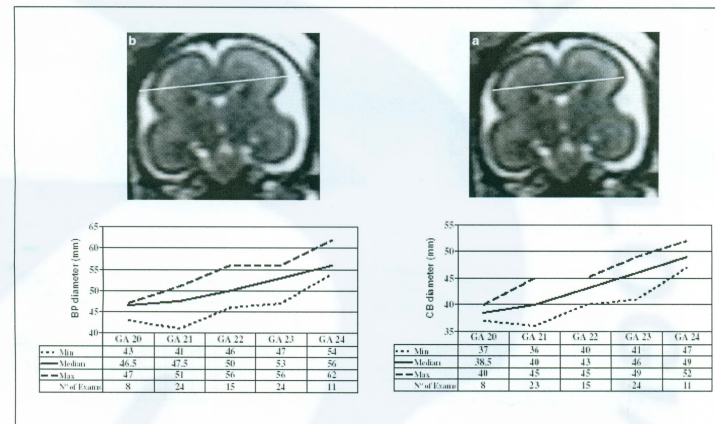 b
a
BP diameter (mm)
65
60
55
50
45
40
GA 20 GA 21 GA 22 GA 23 GA 24
Min 43 41 46 47 54
Median 46.5 47.5 50 53 56
Max 47 51 56 56 62
N° of Exams 8 24 15 24 11
CB diameter (mm)
55
50
45
40
35
GA 20 GA 21 GA 22 GA 23 GA 24
Min 37 36 40 41 47
Median 38.5 40 43 46 49
Max 40 45 45 49 52
N° of Exams 8 23 15 24 11